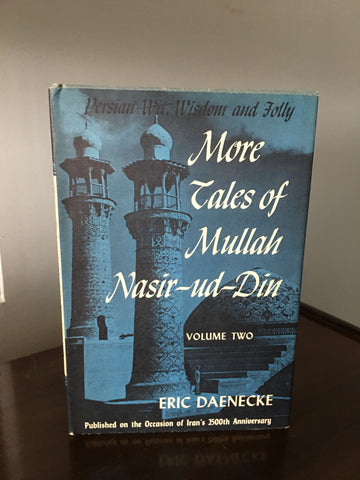 Persian Wit, Wisdom and Folly
More
Tales of
Mullah
Nasir-ud-Din
VOLUME TWO
ERIC DAENECKE
Published on the Occasion of Iran's 2500th Anniversary